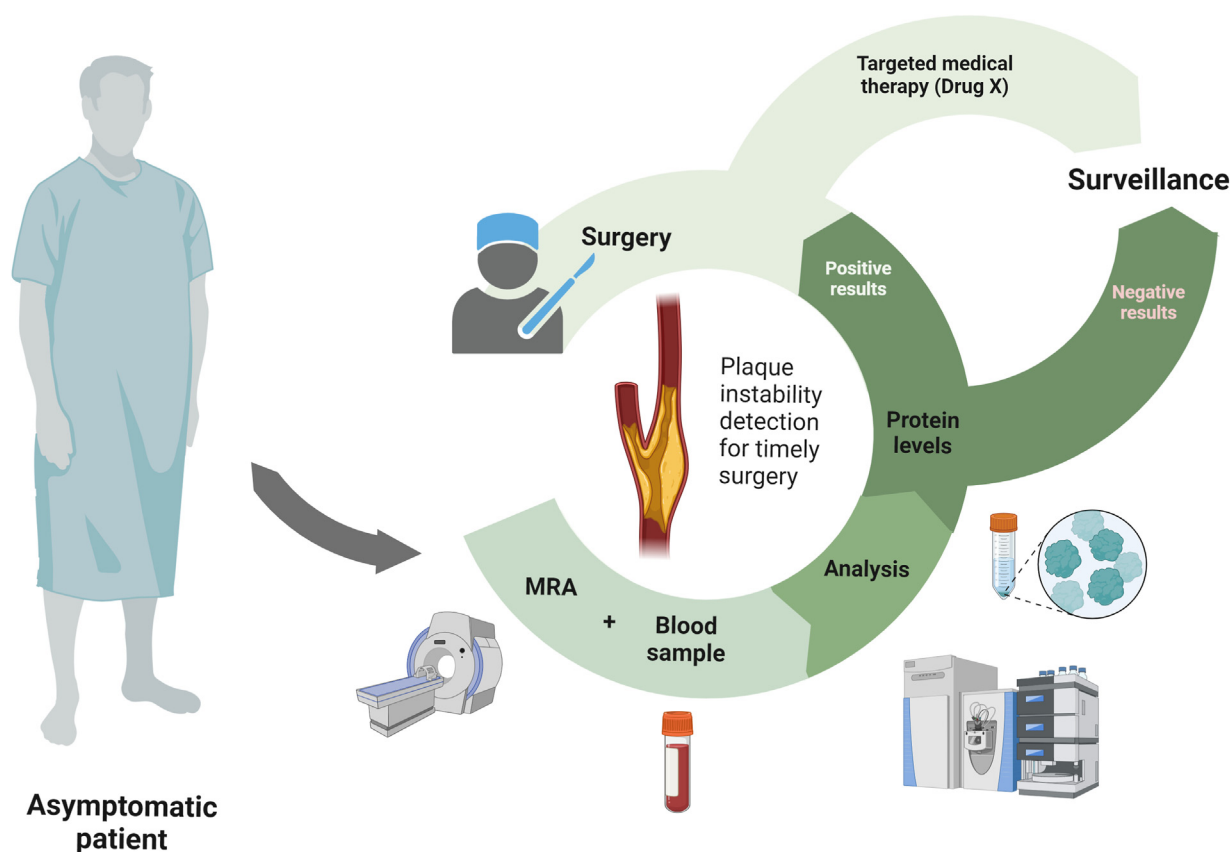 Targeted medical
therapy (Drug X)
Surveillance
Surgery
Positive
results
Negative
results
Plaque
instability
detection
for timely
surgery
Protein
levels
Analysis
MRA
+
Blood
sample
Asymptomatic
patient